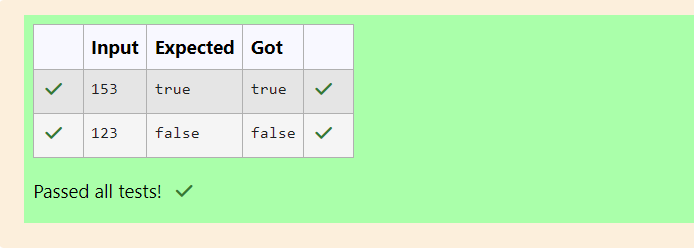 Input Expected Got
153 true true
123 false false
Passed all tests!